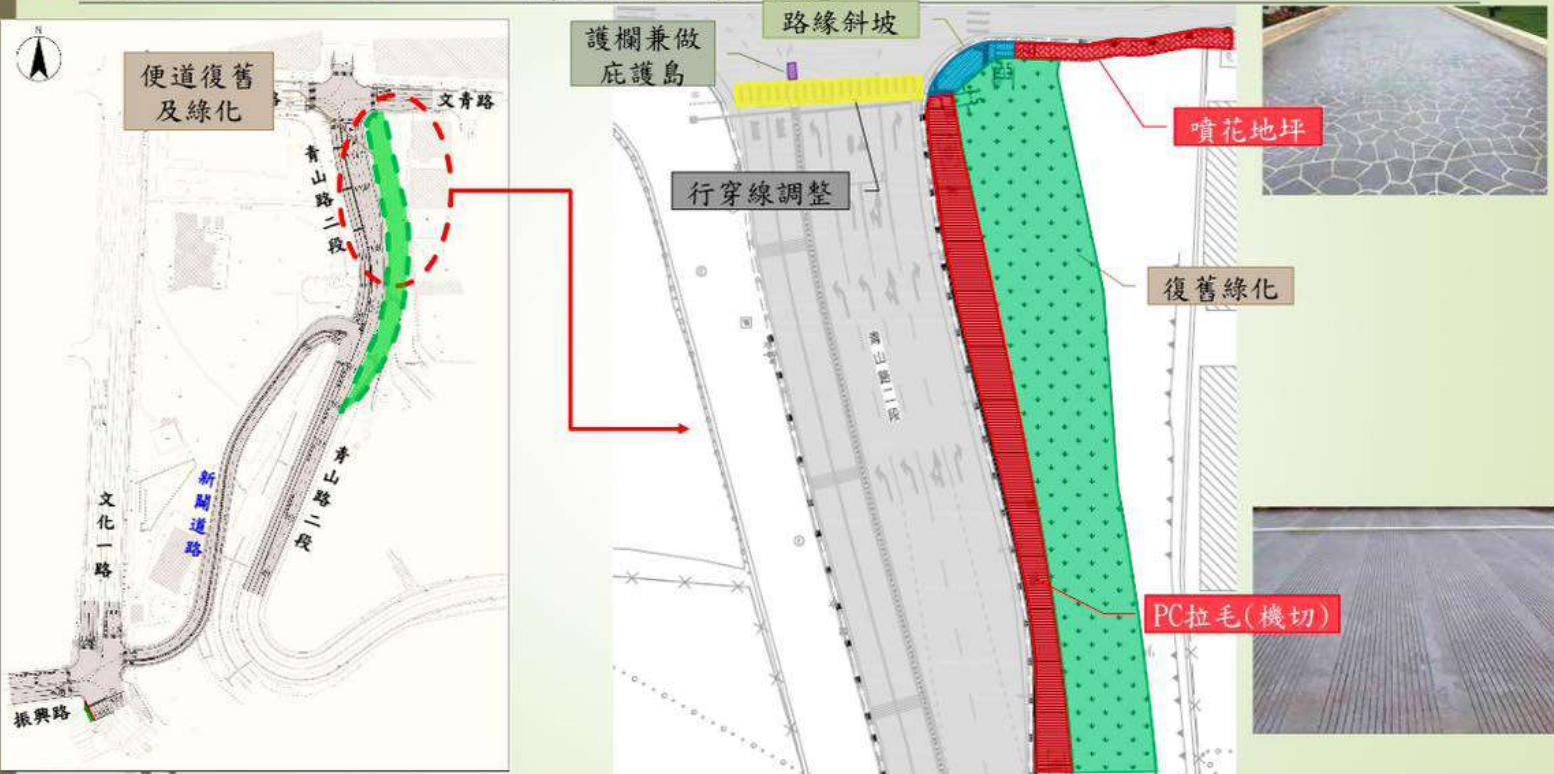 N
便道復舊
及綠化
路
文青路
青山路二段
新闢道路
青山路二段
文化一路
振興路
護欄兼做
庇護島
路緣斜坡
噴花地坪
行穿線調整
復舊綠化
青山路二段
PC拉毛(機切)